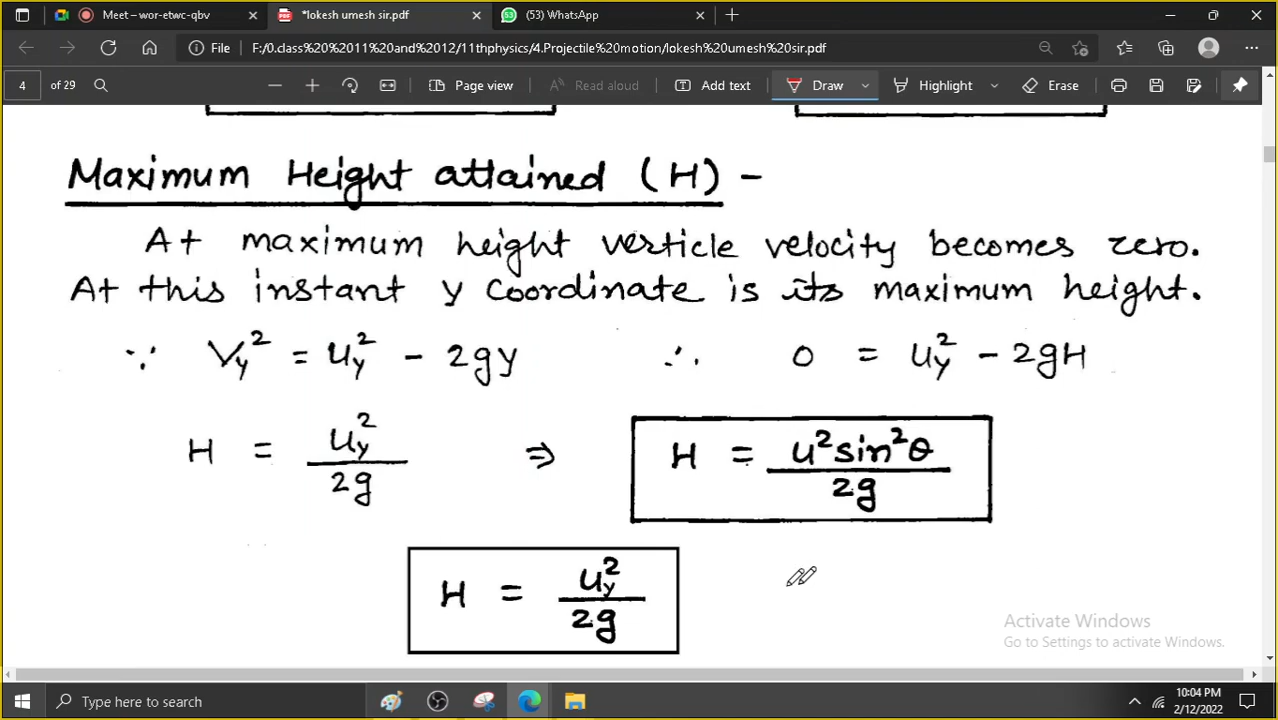 Meet – wor-etwc-qbv
*lokesh umesh sir.pdf
(53) WhatsApp
File F:/0.class%20%2011%20and%2012/11thphysics/4.Projectile%20motion/lokesh%20umesh%20sir.pdf
4 of 29 Page view Read aloud Add text Draw Highlight Erase
Maximum Height attained (H) -
At maximum height verticle velocity becomes zero.
At this instant y coordinate is its maximum height.
∵ Vy² = uy² - 2gy ∴ 0 = uy² - 2gH
H = uy²/2g ⇒ H = u²sin²θ/2g
H = uy²/2g
Activate Windows
Go to Settings to activate Windows.
Type here to search
10:04 PM
2/12/2022